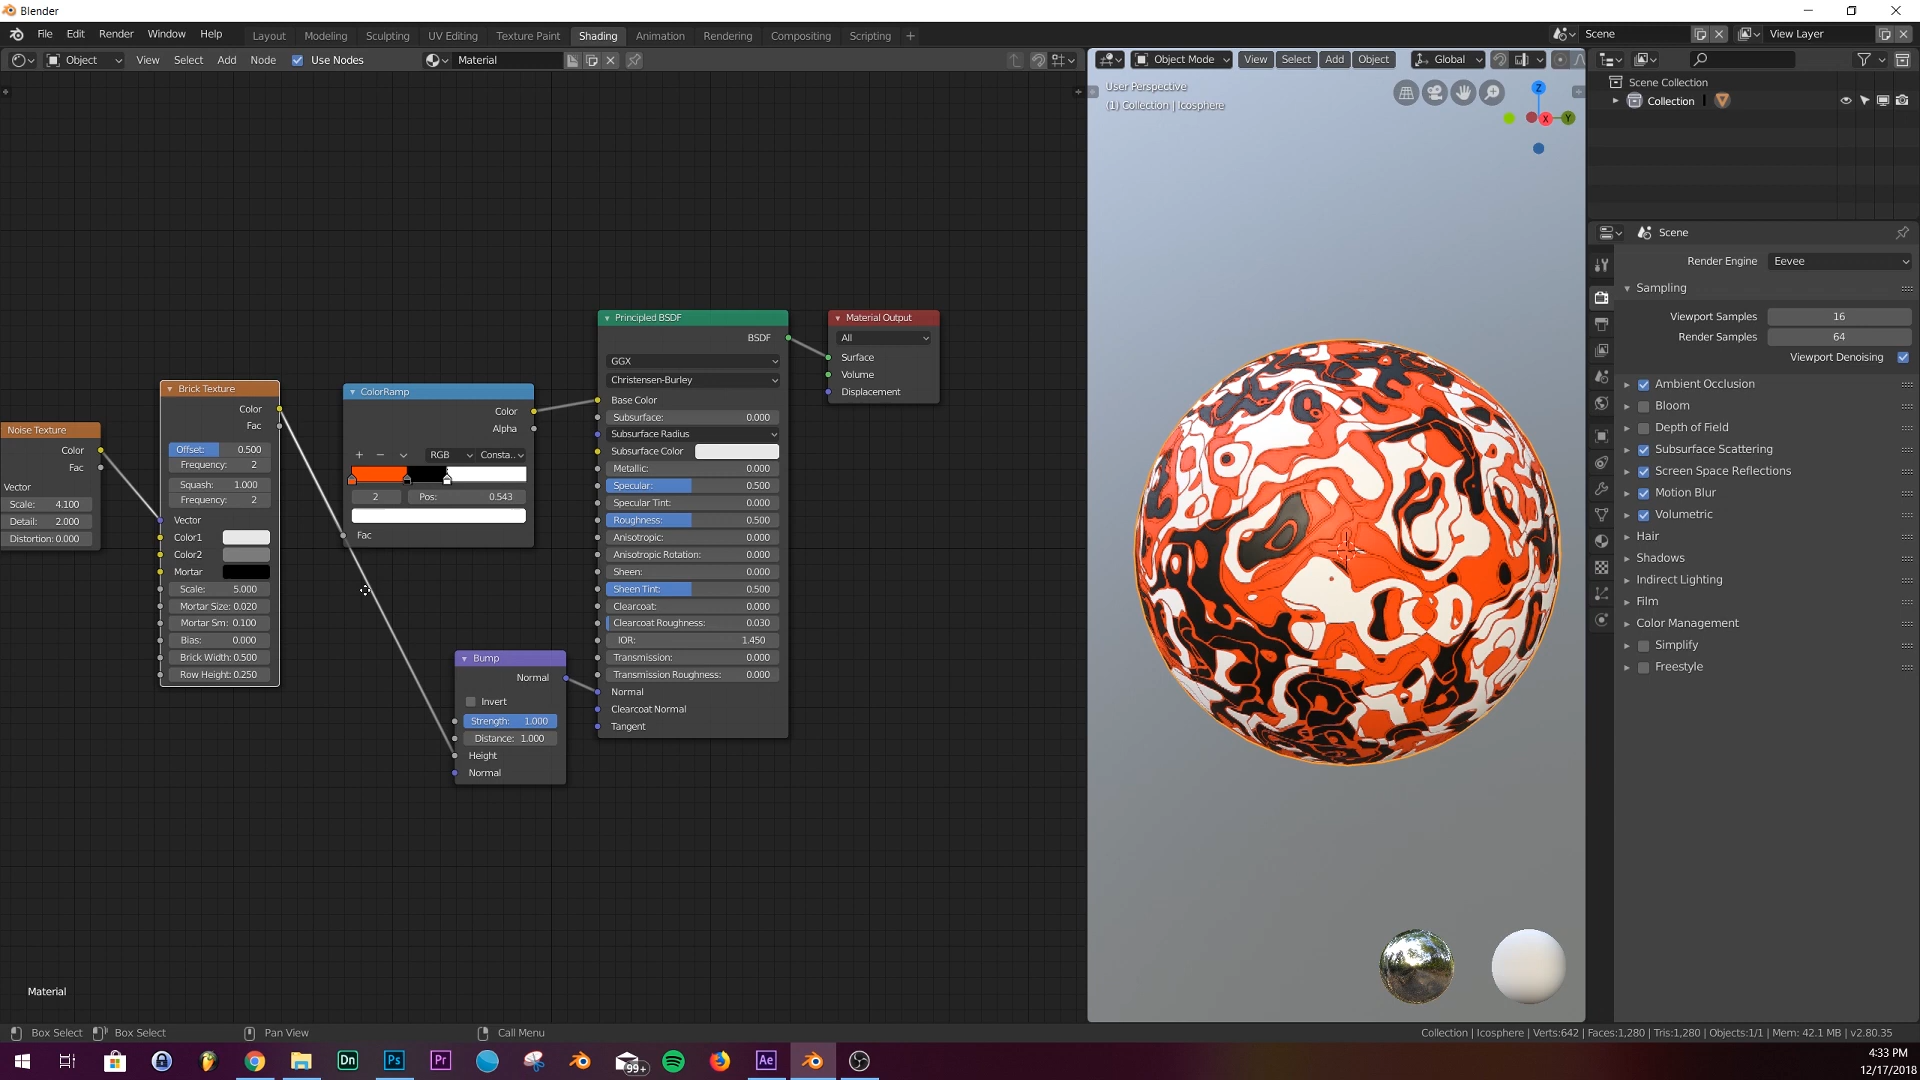 Blender
File Edit Render Window Help Layout Modeling Sculpting UV Editing Texture Paint Shading Animation Rendering Compositing Scripting + Scene View Layer
Object View Select Add Node Use Nodes Material
Object Mode View Select Add Object Global
User Perspective
(1) Collection | Icosphere
Z
X
Y
Scene Collection
Collection
Scene
Render Engine Eevee
Sampling
Viewport Samples 16
Render Samples 64
Viewport Denoising
Ambient Occlusion
Bloom
Depth of Field
Subsurface Scattering
Screen Space Reflections
Motion Blur
Volumetric
Hair
Shadows
Indirect Lighting
Film
Color Management
Simplify
Freestyle
Noise Texture
Color
Fac
Vector
Scale: 4.100
Detail: 2.000
Distortion: 0.000
Brick Texture
Color
Fac
Offset: 0.500
Frequency: 2
Squash: 1.000
Frequency: 2
Vector
Color1
Color2
Mortar
Scale: 5.000
Mortar Size: 0.020
Mortar Sm: 0.100
Bias: 0.000
Brick Width: 0.500
Row Height: 0.250
ColorRamp
Color
Alpha
+ − RGB Consta..
2 Pos: 0.543
Fac
Bump
Normal
Invert
Strength: 1.000
Distance: 1.000
Height
Normal
Principled BSDF
BSDF
GGX
Christensen-Burley
Base Color
Subsurface: 0.000
Subsurface Radius
Subsurface Color
Metallic: 0.000
Specular: 0.500
Specular Tint: 0.000
Roughness: 0.500
Anisotropic: 0.000
Anisotropic Rotation: 0.000
Sheen: 0.000
Sheen Tint: 0.500
Clearcoat: 0.000
Clearcoat Roughness: 0.030
IOR: 1.450
Transmission: 0.000
Transmission Roughness: 0.000
Normal
Clearcoat Normal
Tangent
Material Output
All
Surface
Volume
Displacement
Material
Box Select Box Select Pan View Call Menu
Collection | Icosphere | Verts:642 | Faces:1,280 | Tris:1,280 | Objects:1/1 | Mem: 42.1 MB | v2.80.35
Dn Ps Pr 99+ Ae
4:33 PM
12/17/2018